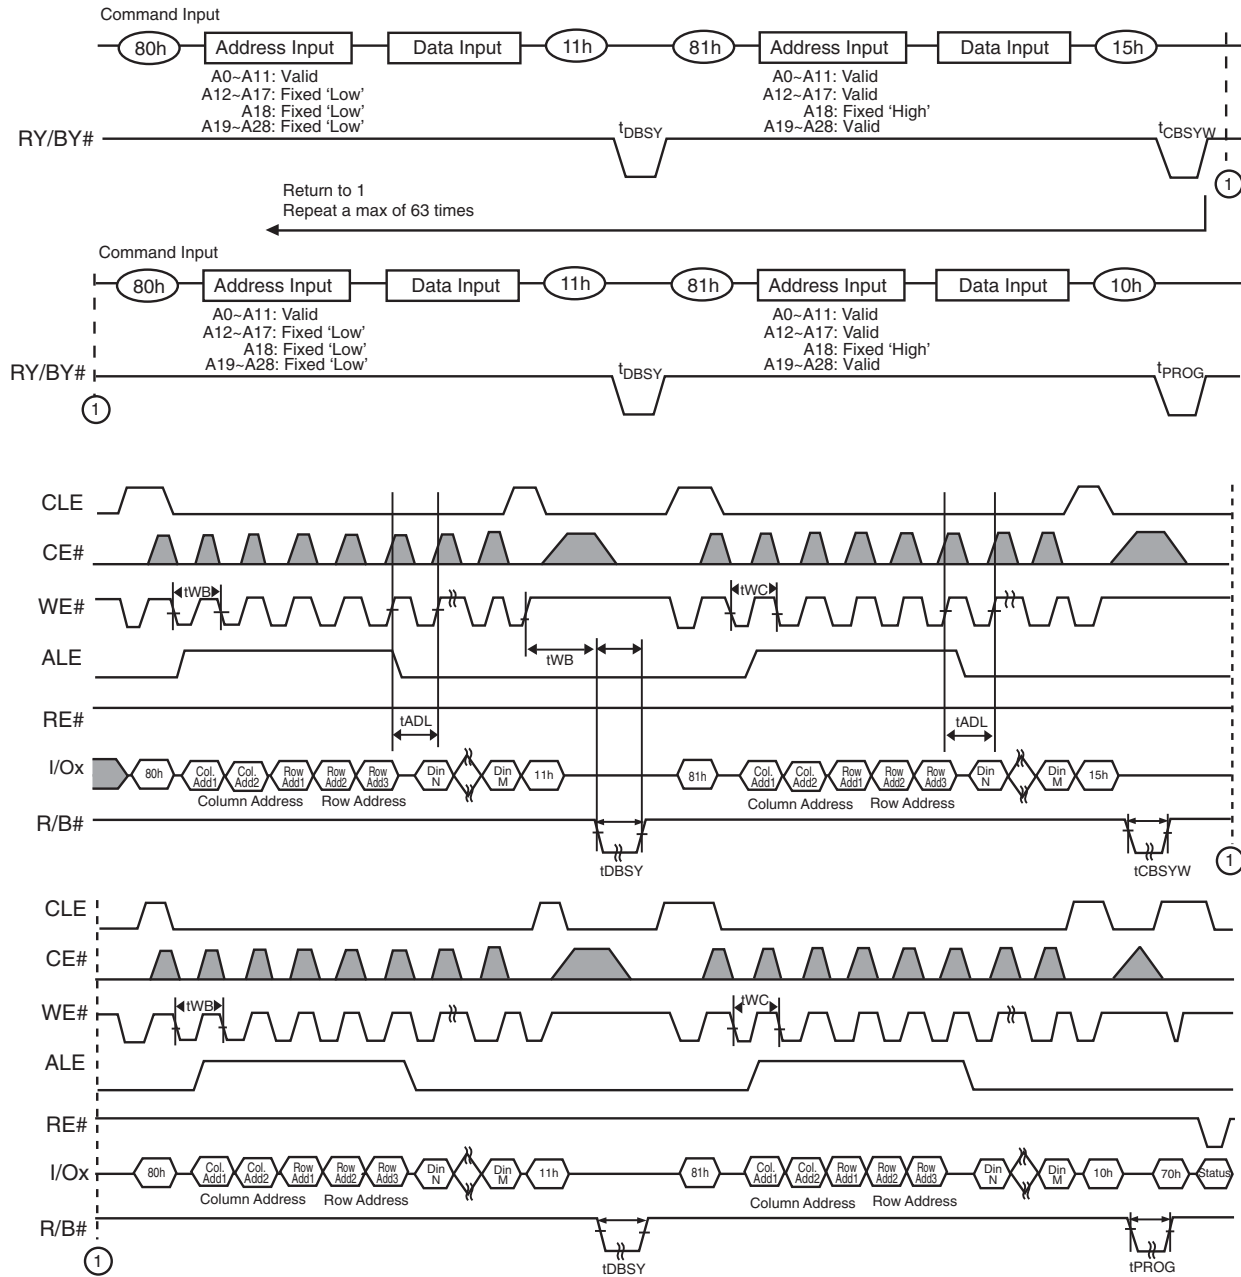 Command Input
80h Address Input Data Input 11h 81h Address Input Data Input 15h
A0~A11: Valid A0~A11: Valid
A12~A17: Fixed ‘Low’ A12~A17: Valid
A18: Fixed ‘Low’ A18: Fixed ‘High’
A19~A28: Fixed ‘Low’ A19~A28: Valid
RY/BY# tDBSY tCBSYW
1
Return to 1
Repeat a max of 63 times
Command Input
80h Address Input Data Input 11h 81h Address Input Data Input 10h
A0~A11: Valid A0~A11: Valid
A12~A17: Fixed ‘Low’ A12~A17: Valid
A18: Fixed ‘Low’ A18: Fixed ‘High’
A19~A28: Fixed ‘Low’ A19~A28: Valid
RY/BY# tDBSY tPROG
1
CLE
CE#
WE# tWB tWC
ALE tWB
RE#
tADL tADL
I/Ox 80h Col. Add1 Col. Add2 Row Add1 Row Add2 Row Add3 Din N Din M 11h 81h Col. Add1 Col. Add2 Row Add1 Row Add2 Row Add3 Din N Din M 15h
Column Address Row Address Column Address Row Address
R/B#
tDBSY tCBSYW 1
CLE
CE#
WE# tWB tWC
ALE
RE#
I/Ox 80h Col. Add1 Col. Add2 Row Add1 Row Add2 Row Add3 Din N Din M 11h 81h Col. Add1 Col. Add2 Row Add1 Row Add2 Row Add3 Din N Din M 10h 70h Status
Column Address Row Address Column Address Row Address
R/B#
1 tDBSY tPROG